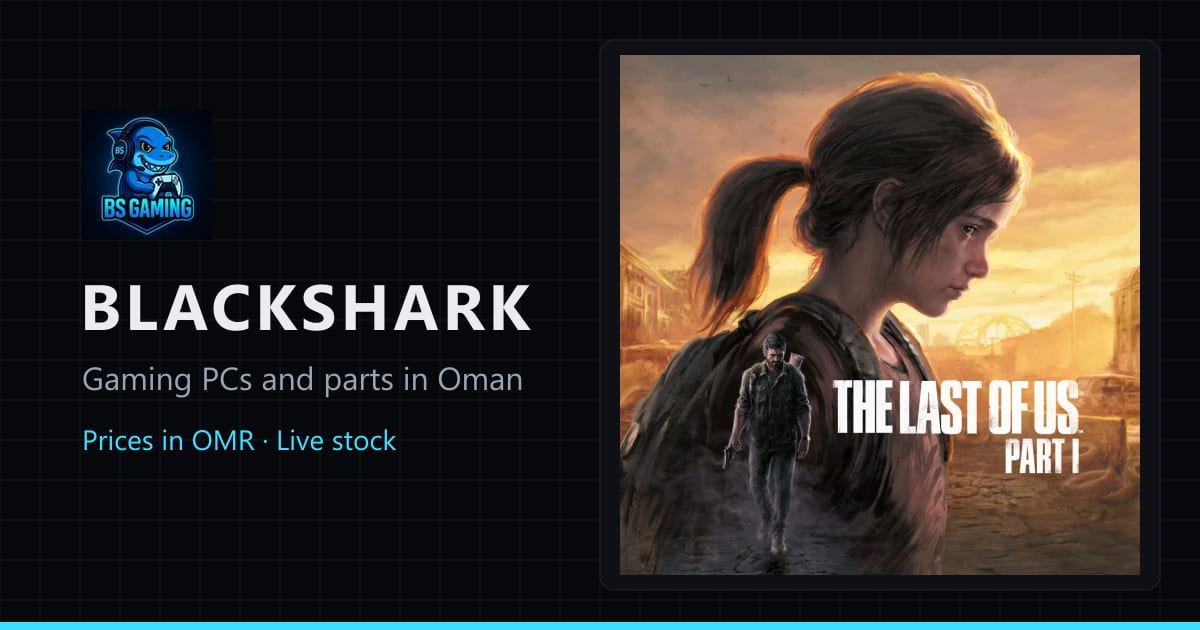 BS
BS GAMING
BLACKSHARK
Gaming PCs and parts in Oman
Prices in OMR · Live stock
THE LAST OF US
PART I